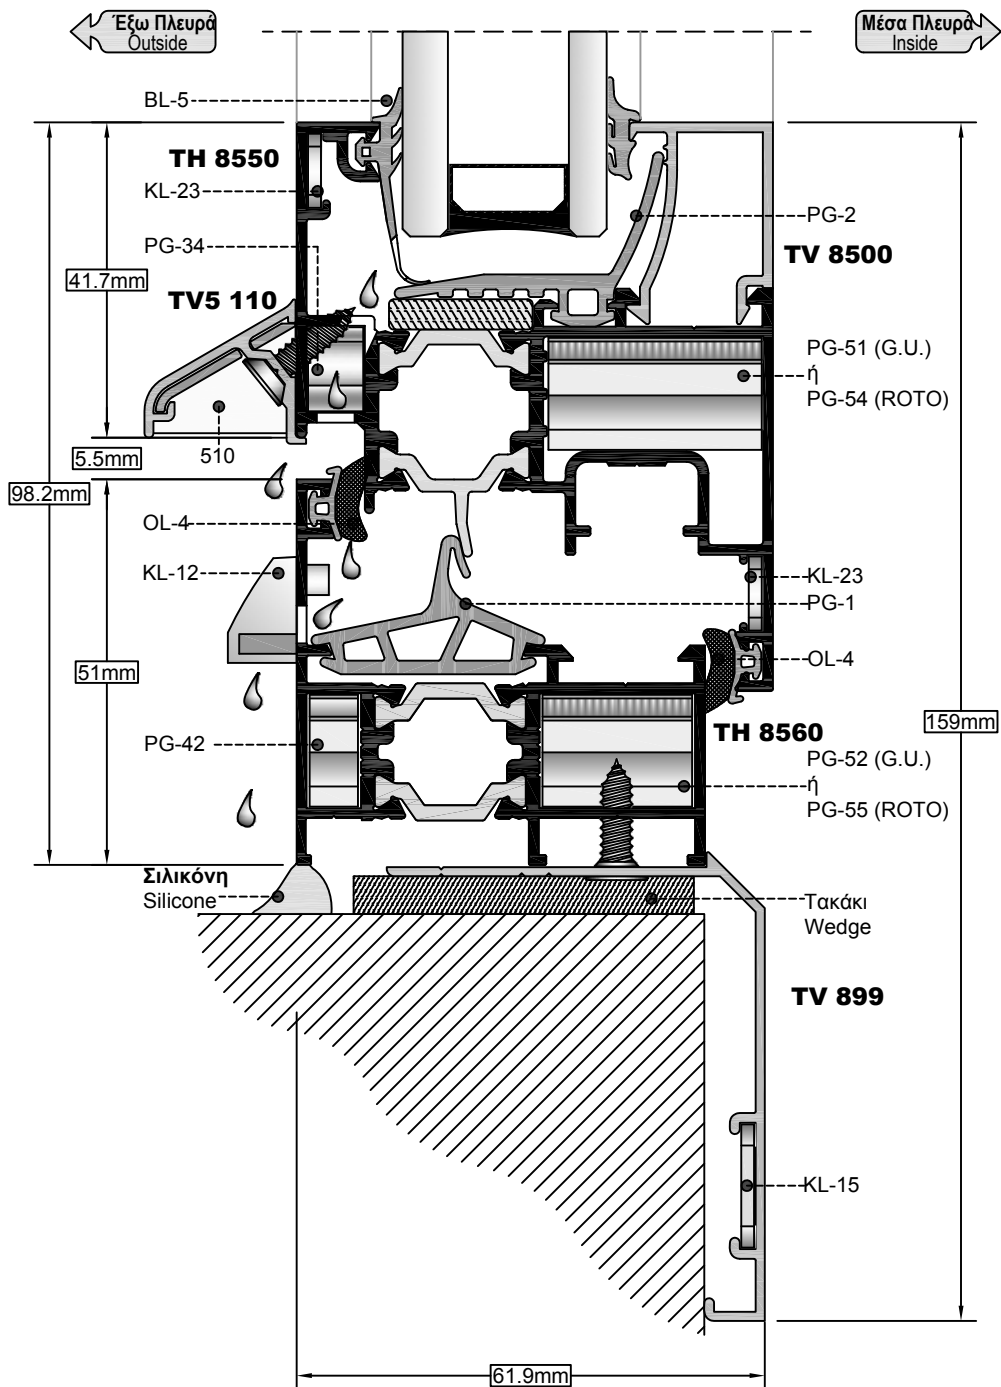 Έξω Πλευρά
Outside
Μέσα Πλευρά
Inside
BL-5
TH 8550
KL-23
PG-34
41.7mm
TV5 110
PG-2
TV 8500
PG-51 (G.U.)
ή
PG-54 (ROTO)
510
5.5mm
98.2mm
OL-4
KL-12
KL-23
PG-1
OL-4
51mm
159mm
TH 8560
PG-42
PG-52 (G.U.)
ή
PG-55 (ROTO)
Σιλικόνη
Silicone
Τακάκι
Wedge
TV 899
KL-15
61.9mm